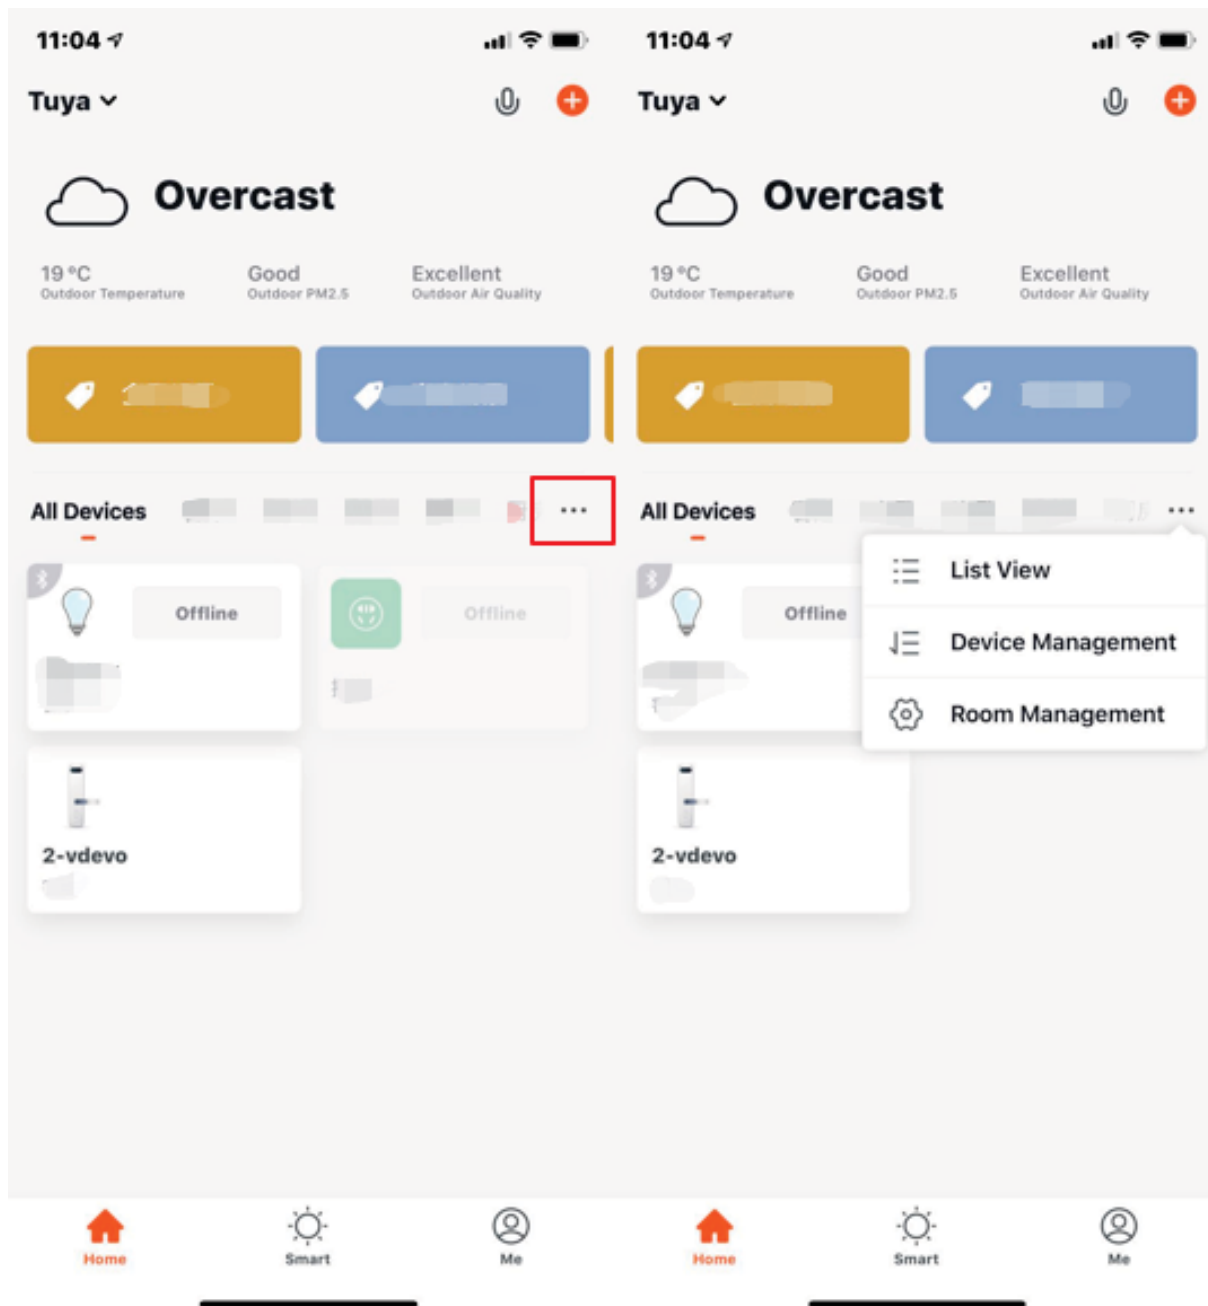 11:04
Tuya
Overcast
19 °C
Outdoor Temperature
Good
Outdoor PM2.5
Excellent
Outdoor Air Quality
All Devices
Offline
Offline
2-vdevo
Home
Smart
Me
11:04
Tuya
Overcast
19 °C
Outdoor Temperature
Good
Outdoor PM2.5
Excellent
Outdoor Air Quality
All Devices
List View
Device Management
Room Management
Offline
2-vdevo
Home
Smart
Me